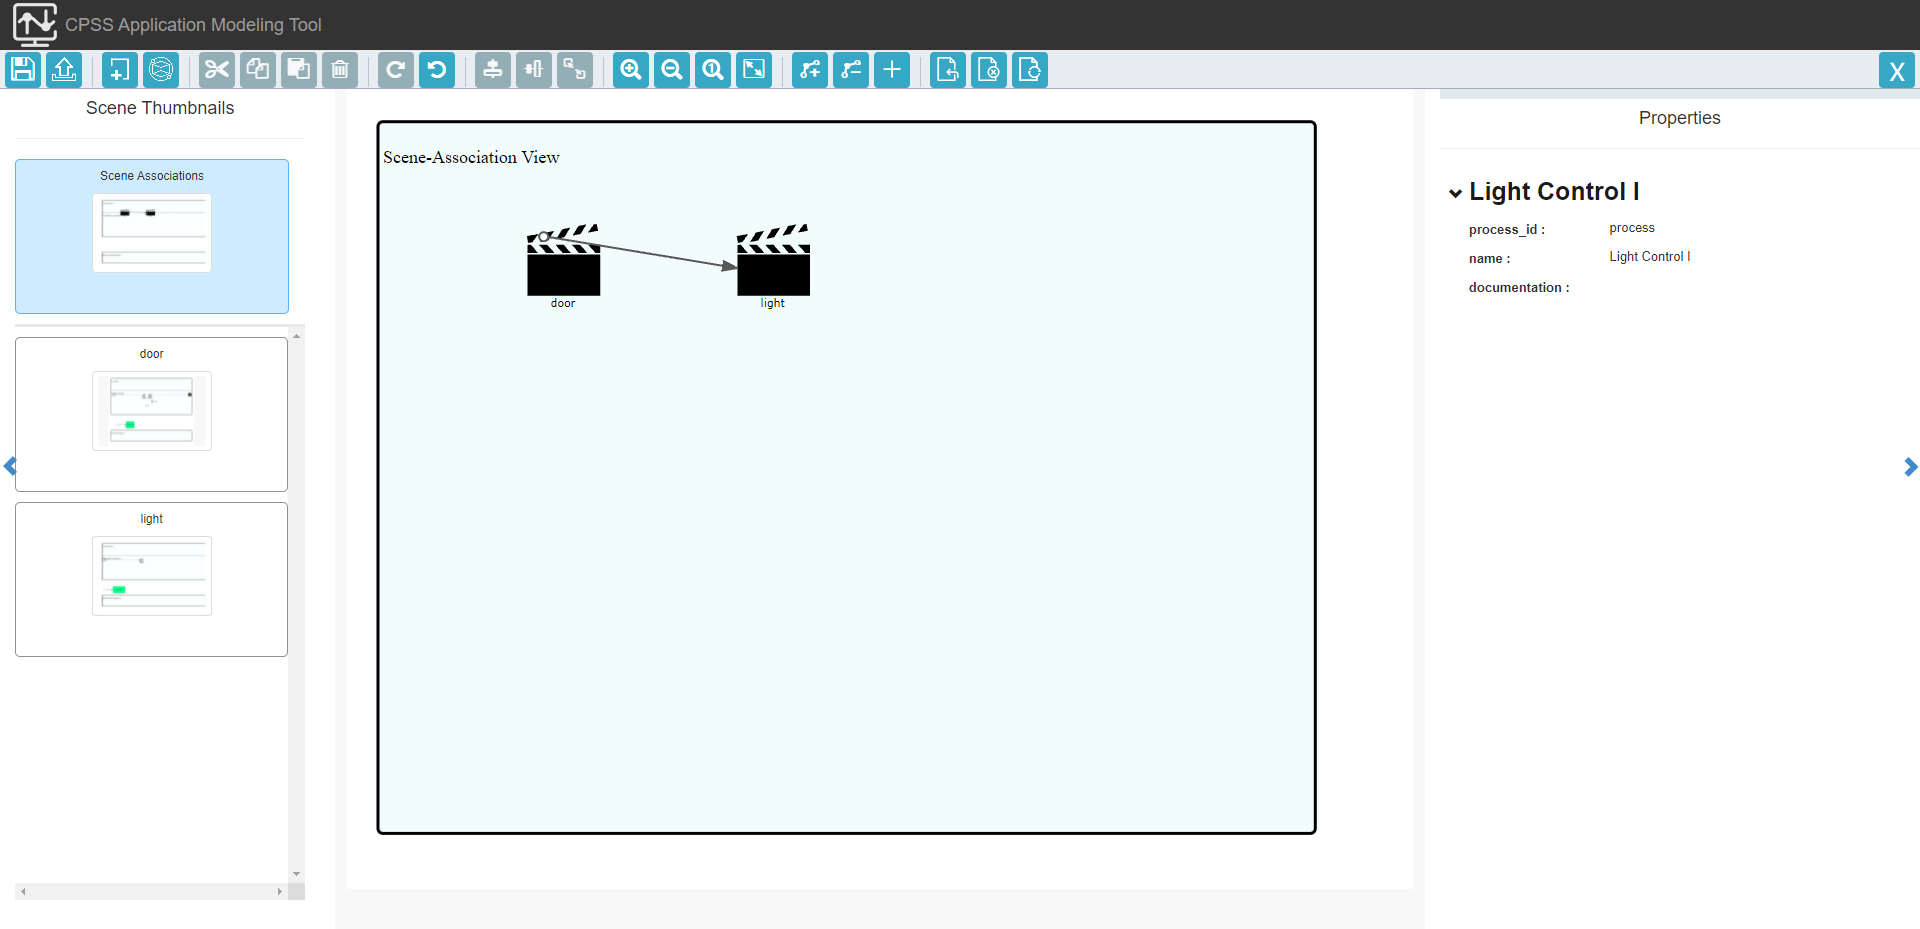 CPSS Application Modeling Tool
X
Scene Thumbnails
Scene Associations
door
light
Scene-Association View
door
light
Properties
Light Control I
process_id : process
name : Light Control I
documentation :